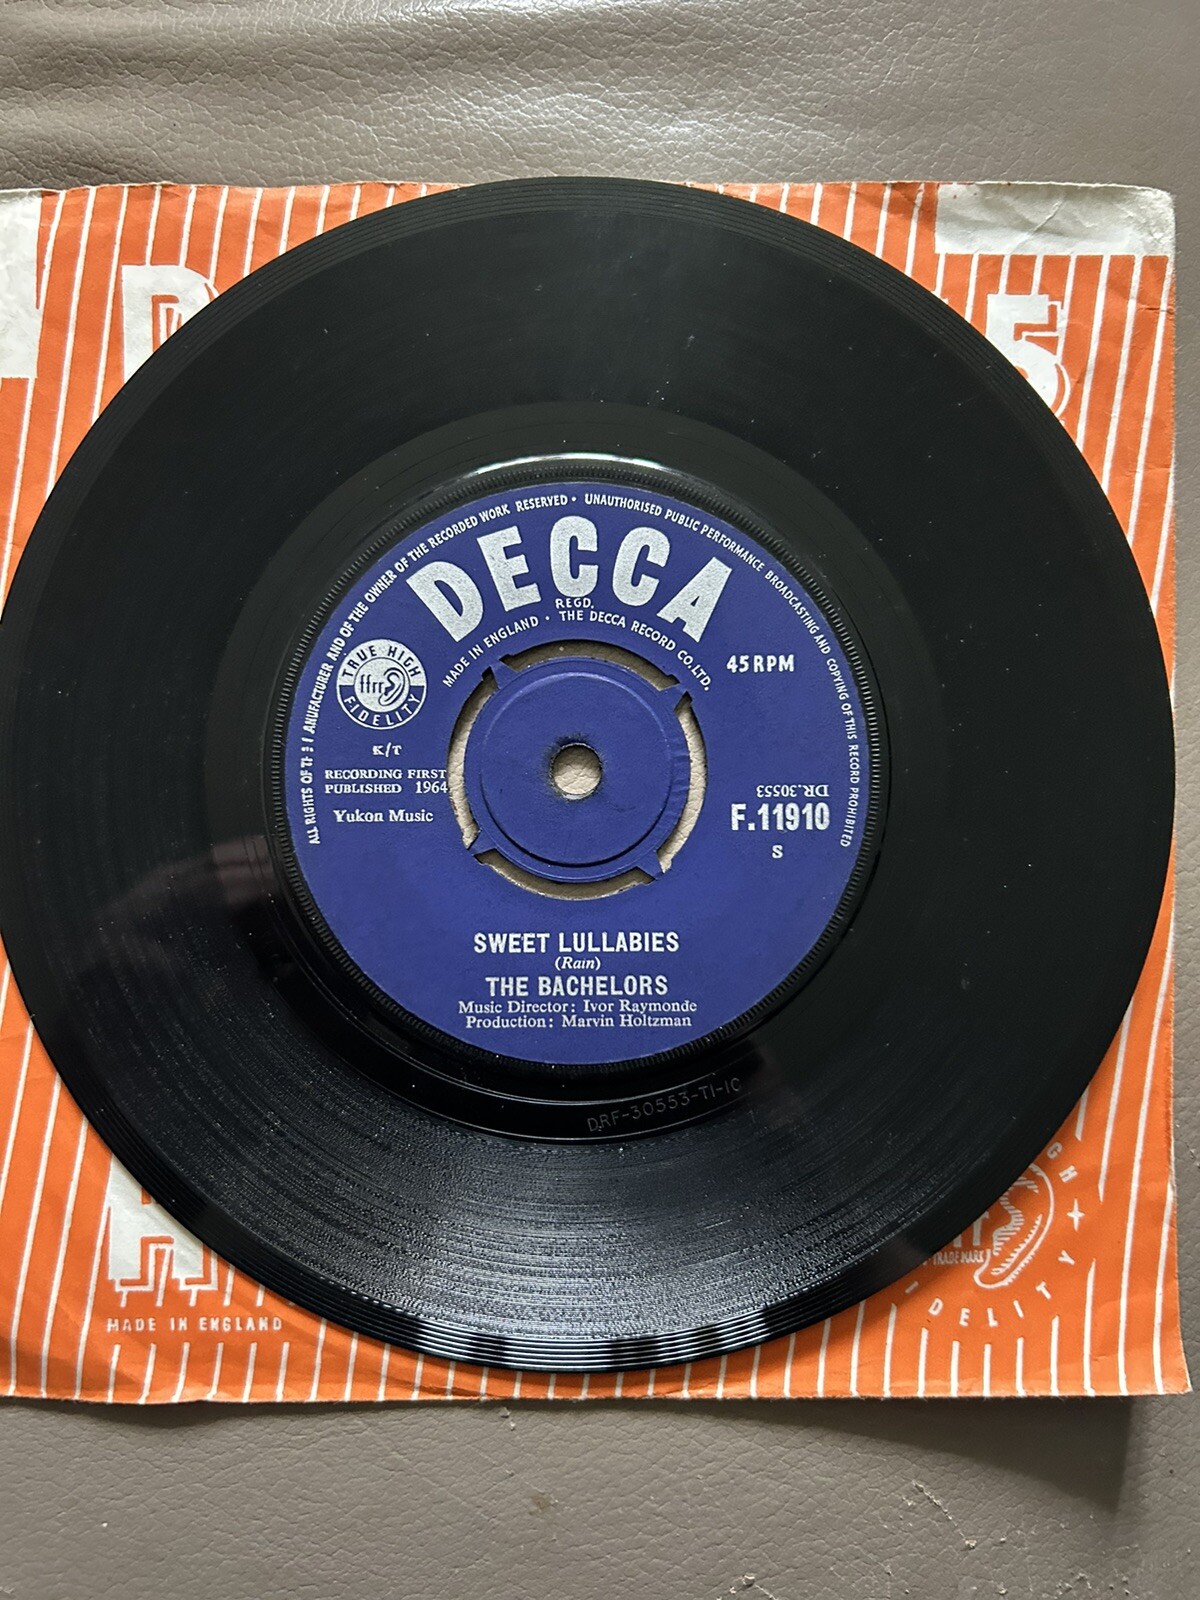 ALL RIGHTS OF THE MANUFACTURER AND OF THE OWNER OF THE RECORDED WORK RESERVED • UNAUTHORISED PUBLIC PERFORMANCE BROADCASTING AND COPYING OF THIS RECORD PROHIBITED
DECCA
REGD.
MADE IN ENGLAND • THE DECCA RECORD CO. LTD.
45 RPM
TRUE HIGH
ffrr
FIDELITY
K/T
RECORDING FIRST
PUBLISHED 1964
Yukon Music
DR.30553
F.11910
S
SWEET LULLABIES
(Rain)
THE BACHELORS
Music Director: Ivor Raymonde
Production: Marvin Holtzman
DRF-30553-T1-1C
MADE IN ENGLAND
TRADE MARK